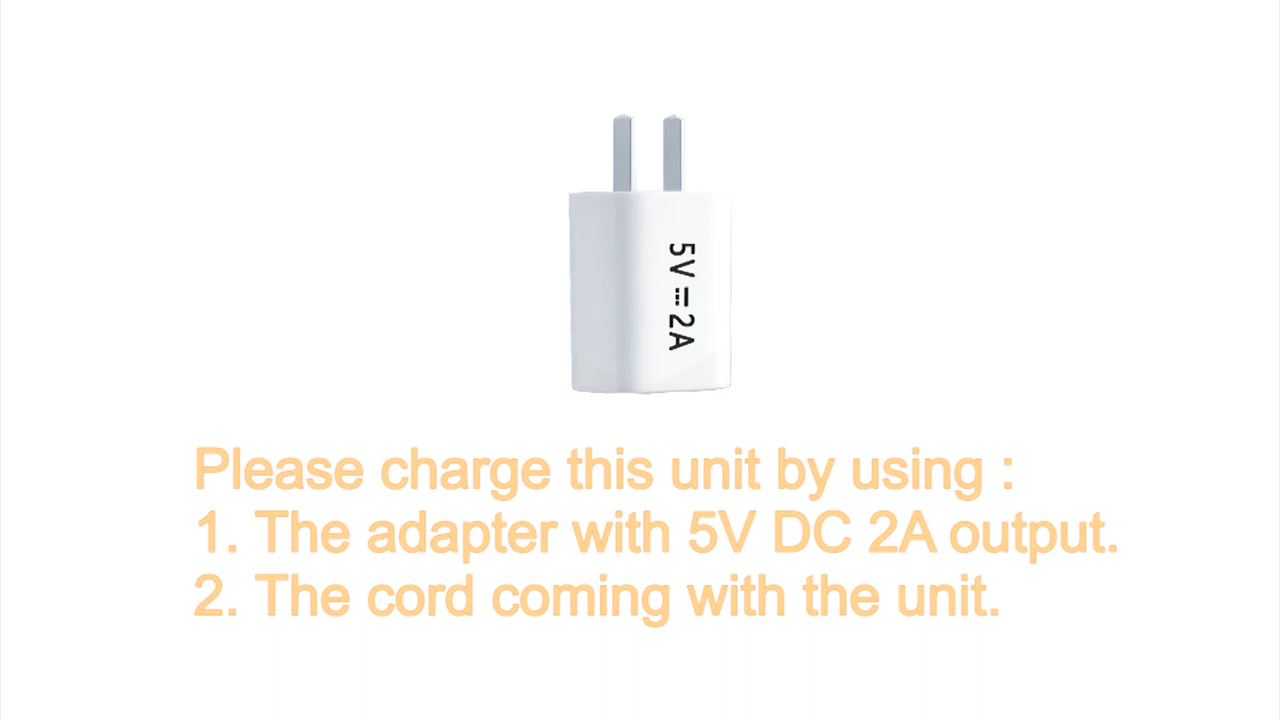 5V ⎓ 2A
Please charge this unit by using :
1. The adapter with 5V DC 2A output.
2. The cord coming with the unit.